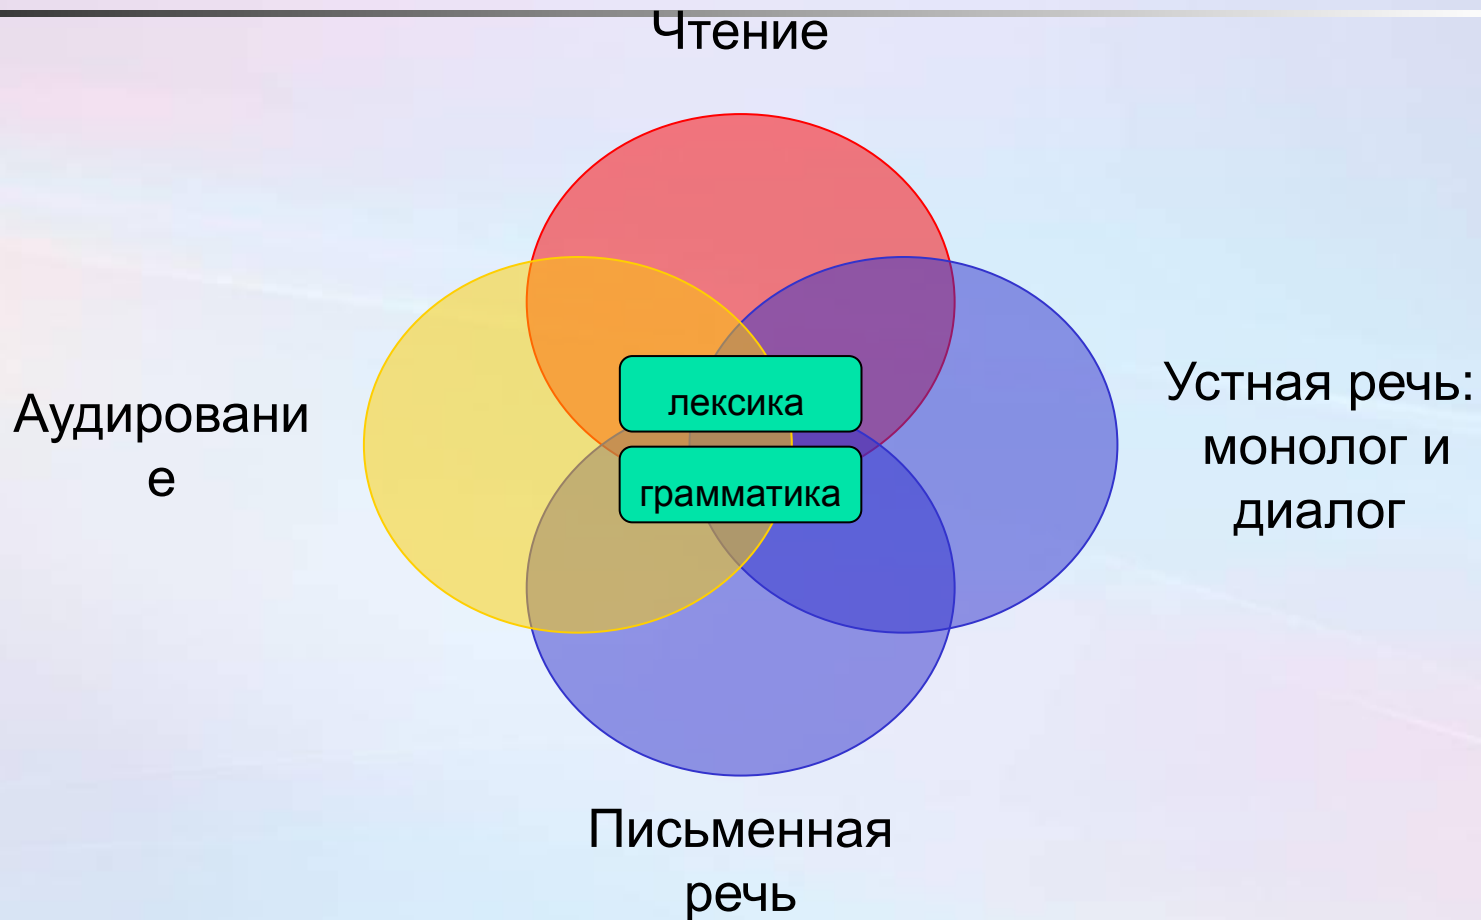 Чтение
лексика
грамматика
Аудировани
е
Устная речь:
монолог и
диалог
Письменная
речь